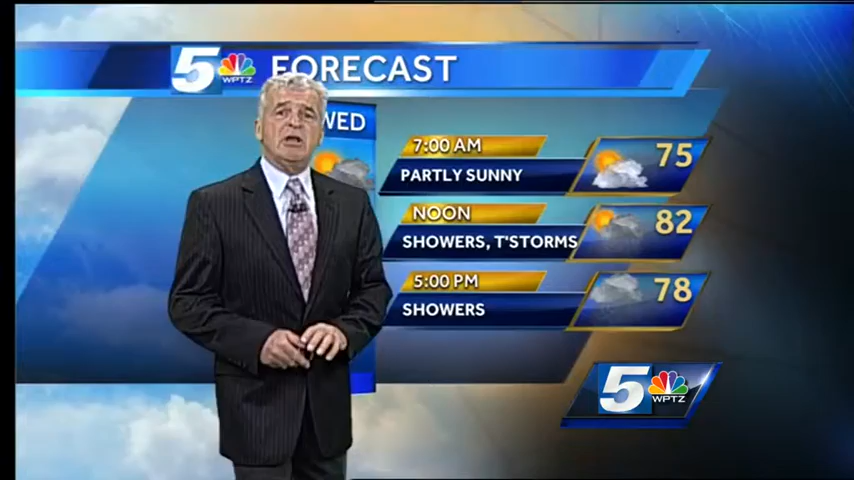 5 WPTZ FORECAST
WED
7:00 AM
PARTLY SUNNY 75
NOON
SHOWERS, T'STORMS 82
5:00 PM
SHOWERS 78
5 WPTZ